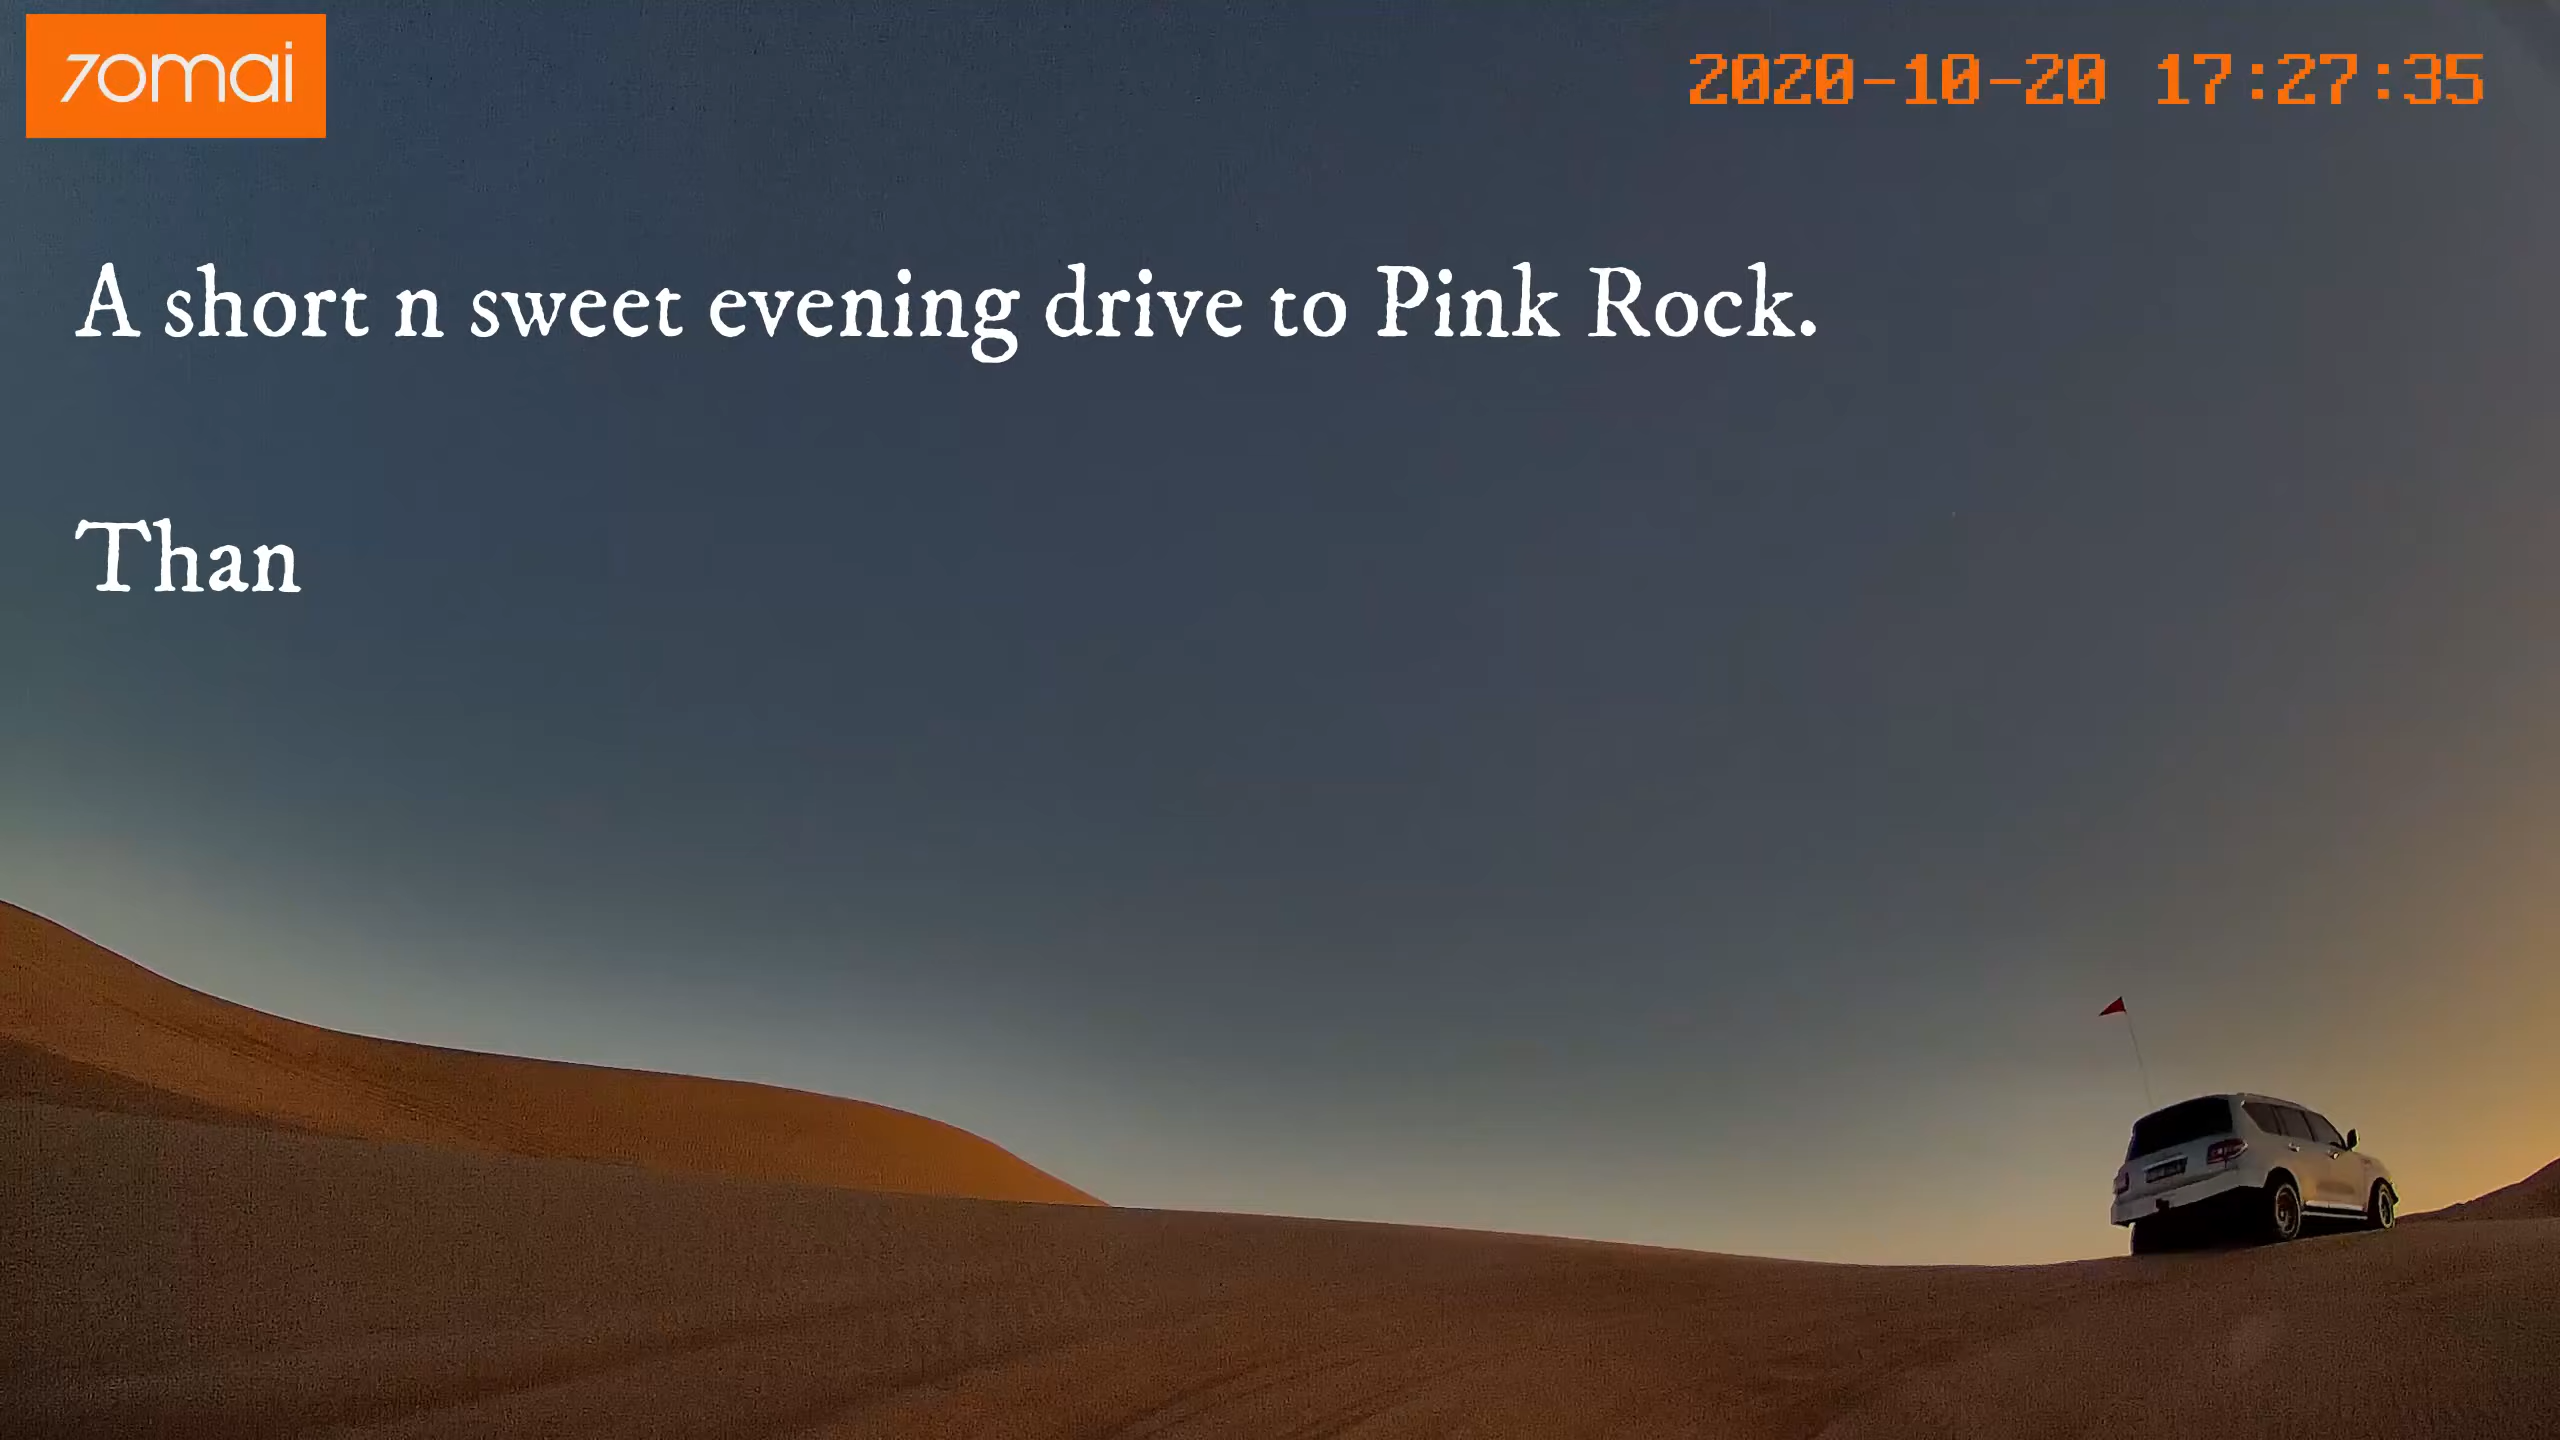 70mai
2020-10-20 17:27:35
A short n sweet evening drive to Pink Rock.
Than